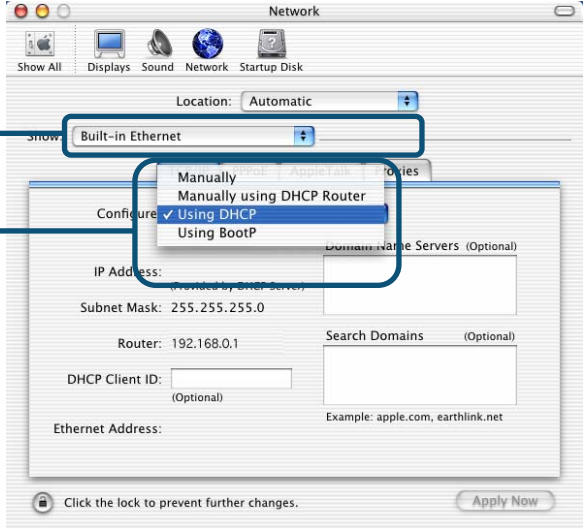 Network
Show All Displays Sound Network Startup Disk
Location: Automatic
Show: Built-in Ethernet
PPPoE AppleTalk Proxies
Manually
Manually using DHCP Router
Configure ✓ Using DHCP
Using BootP
Domain Name Servers (Optional)
IP Address:
(Provided by DHCP Server)
Subnet Mask: 255.255.255.0
Router: 192.168.0.1
Search Domains (Optional)
DHCP Client ID:
(Optional)
Example: apple.com, earthlink.net
Ethernet Address:
Click the lock to prevent further changes.
Apply Now